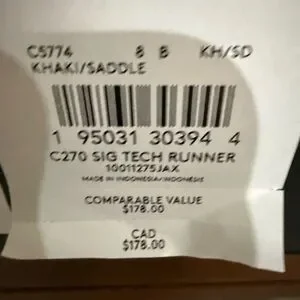 C5774 8 B KH/SD
KHAKI/SADDLE
1 95031 30394 4
C270 SIG TECH RUNNER
10011275JAX
MADE IN INDONESIA/INDONESIE
COMPARABLE VALUE
$178.00
CAD
$178.00